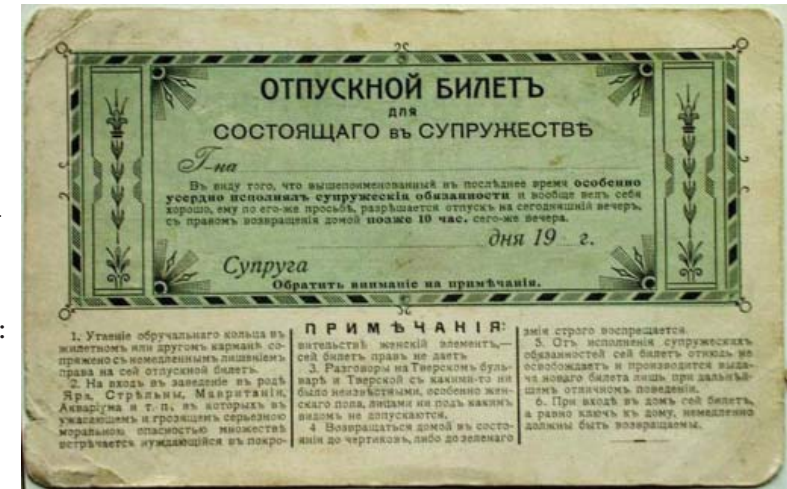 ОТПУСКНОЙ БИЛЕТЪ
для
СОСТОЯЩАГО въ СУПРУЖЕСТВѢ
Г-на
Въ виду того, что вышепоименованный въ послѣднее время особенно
усердно исполнялъ супружескія обязанности и вообще велъ себя
хорошо, ему по его-же просьбѣ, разрѣшается отпускъ на сегодняшній вечеръ,
съ правомъ возвращенія домой позже 10 час. сего-же вечера.
дня 19 г.
Супруга
Обратить вниманіе на примѣчанія.
ПРИМѢЧАНІЯ:
1. Утаеніе обручальнаго кольца въ
жилетномъ или другомъ карманѣ со-
пряжено съ немедленнымъ лишеніемъ
права на сей отпускной билетъ.
2. На входъ въ заведеніе въ родѣ
Яра, Стрѣльны, Мавританіи,
Акваріума и т. п., въ которыхъ въ
ужасающемъ и грозящемъ серьезною
моральною опасностью множествѣ
встрѣчается нуждающійся въ покро-
вительствѣ женскій элементъ,—
сей билетъ правъ не даетъ
3. Разговоры на Тверскомъ буль-
варѣ и Тверской съ какими-то ни
было неизвѣстными, особенно жен-
скаго пола, лицами ни подъ какимъ
видомъ не допускаются.
4 Возвращаться домой въ состо-
яніи до чертиковъ, либо до зеленаго
змія строго воспрещается.
5. Отъ исполненія супружескихъ
обязанностей сей билетъ отнюдь не
освобождаетъ и производится выда-
ча новаго билета лишь при дальнѣй-
шемъ отличномъ поведеніи.
6. При входѣ въ домъ сей билетъ,
а равно ключъ къ дому, немедленно
должны быть возвращаемы.